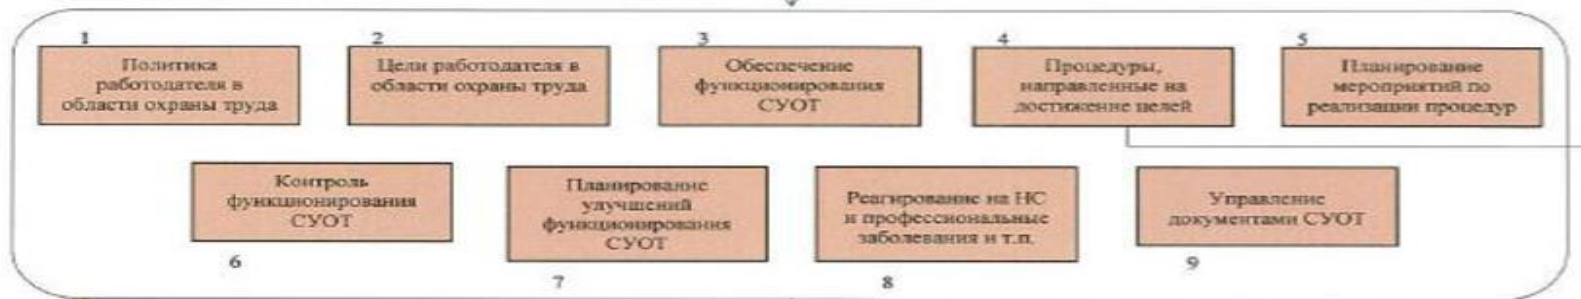 1
Политика
работодателя в
области охраны труда
2
Цели работодателя в
области охраны труда
3
Обеспечение
функционирования
СУОТ
4
Процедуры,
направленные на
достижение целей
5
Планирование
мероприятий по
реализации процедур
Контроль
функционирования
СУОТ
6
Планирование
улучшений
функционирования
СУОТ
7
Реагирование на НС
и профессиональные
заболевания и т.п.
8
Управление
документами СУОТ
9